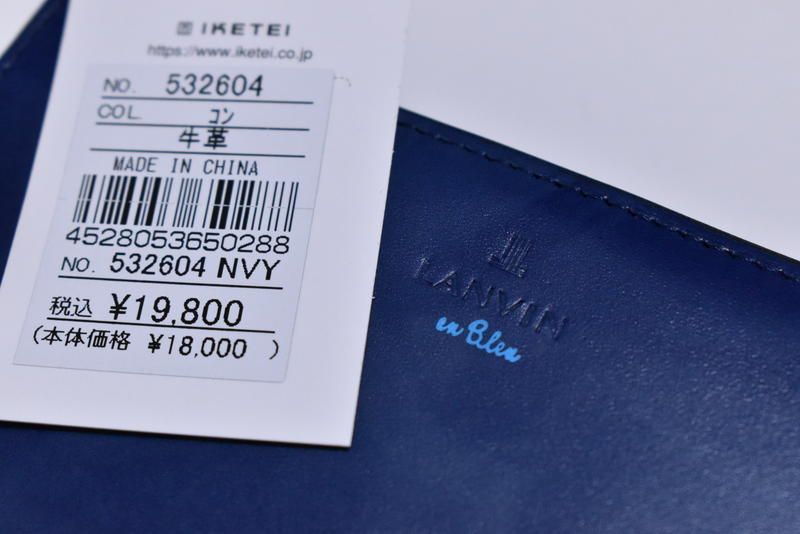 IKETEI
https://www.iketei.co.jp
NO. 532604
COL. コン
牛革
MADE IN CHINA
4528053650288
NO. 532604 NVY
税込 ¥19,800
(本体価格 ¥18,000 )
LANVIN
en Bleu